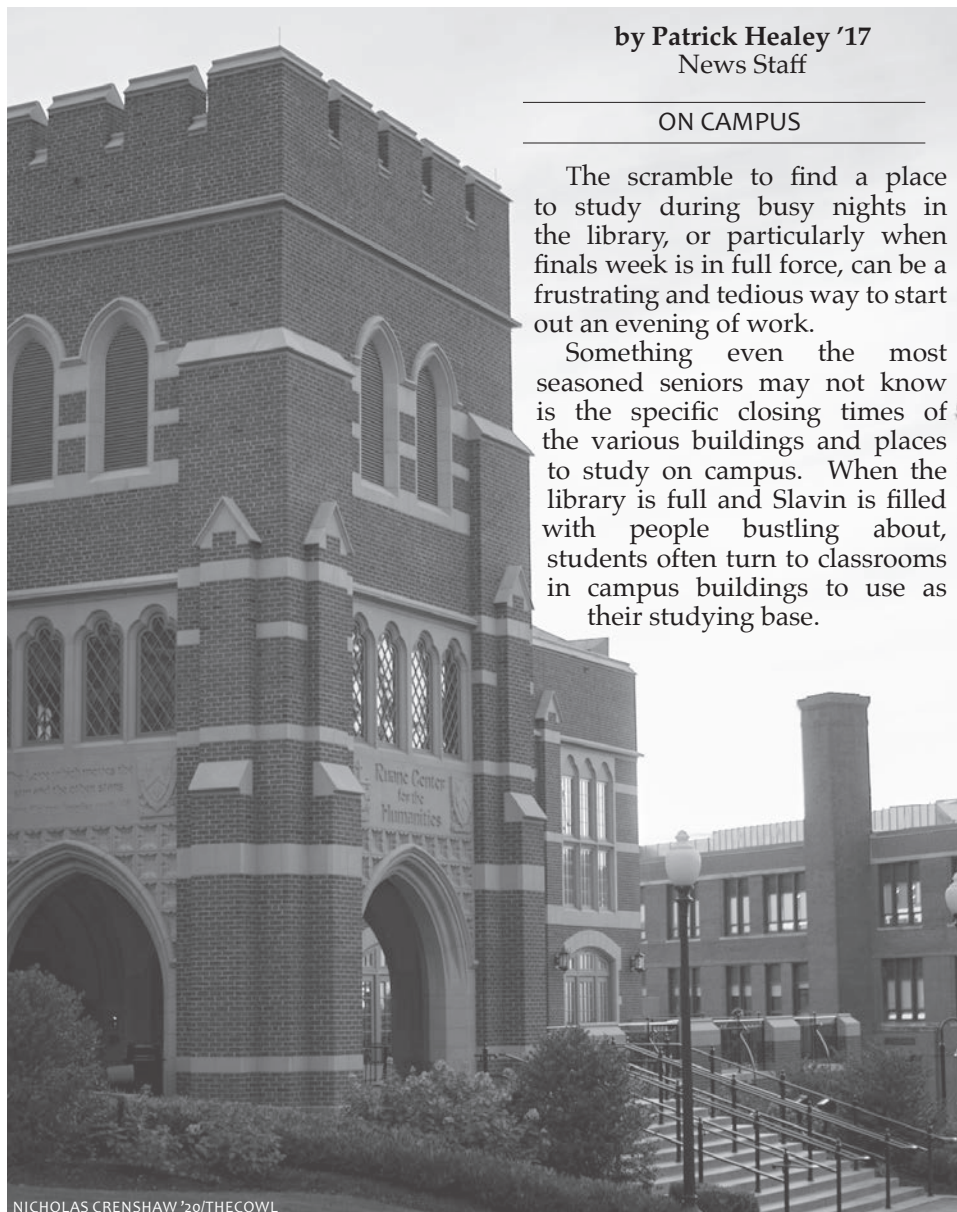 by Patrick Healey ’17
News Staff
ON CAMPUS
The scramble to find a place
to study during busy nights in
the library, or particularly when
finals week is in full force, can be a
frustrating and tedious way to start
out an evening of work.
Something even the most
seasoned seniors may not know
is the specific closing times of
the various buildings and places
to study on campus. When the
library is full and Slavin is filled
with people bustling about,
students often turn to classrooms
in campus buildings to use as
their studying base.
and the other stars
Ruane Center
for the
Humanities
NICHOLAS CRENSHAW ’20/THECOWL